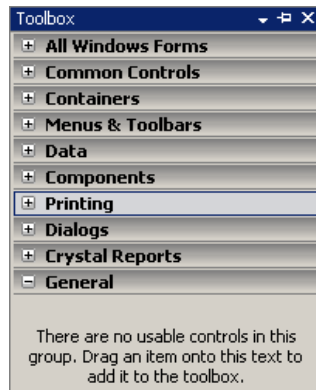 Toolbox
All Windows Forms
Common Controls
Containers
Menus & Toolbars
Data
Components
Printing
Dialogs
Crystal Reports
General
There are no usable controls in this
group. Drag an item onto this text to
add it to the toolbox.